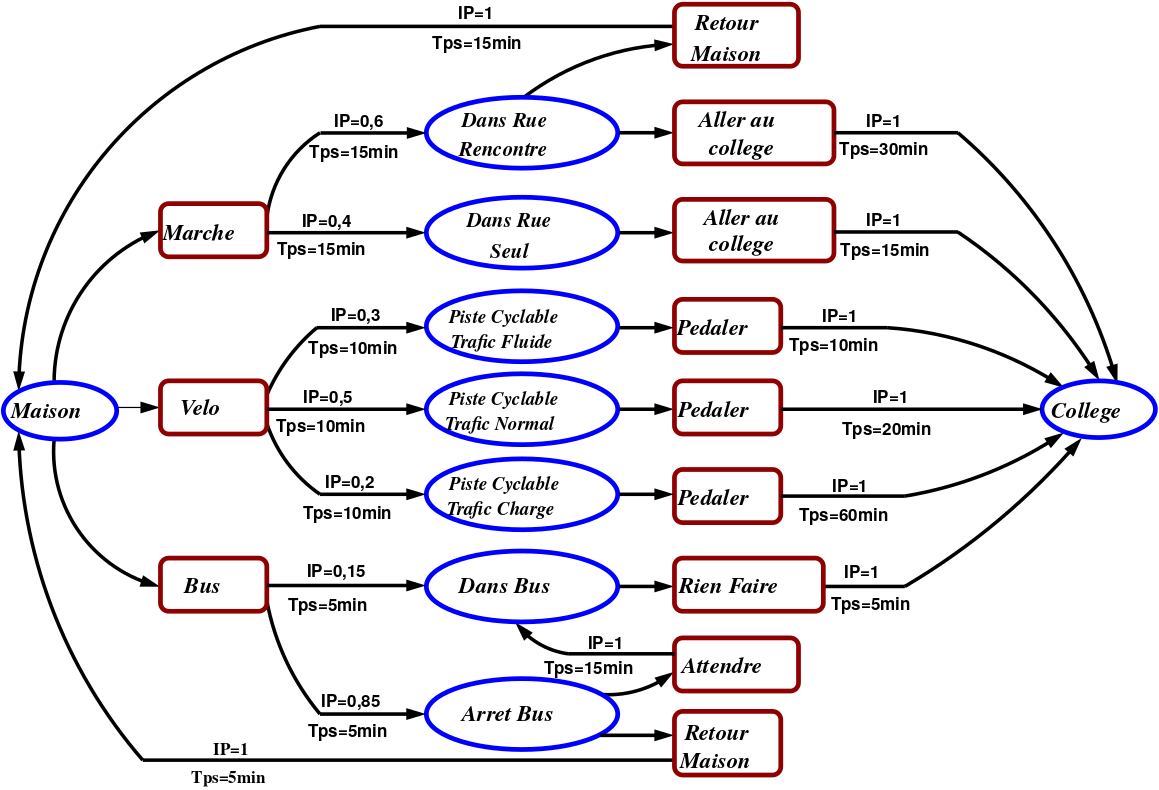 IP=1
Tps=15min
Retour
Maison
IP=0,6
Tps=15min
Dans Rue
Rencontre
Aller au
college
IP=1
Tps=30min
Marche
IP=0,4
Tps=15min
Dans Rue
Seul
Aller au
college
IP=1
Tps=15min
IP=0,3
Tps=10min
Piste Cyclable
Trafic Fluide
Pedaler
IP=1
Tps=10min
Maison
Velo
IP=0,5
Tps=10min
Piste Cyclable
Trafic Normal
Pedaler
IP=1
Tps=20min
College
IP=0,2
Tps=10min
Piste Cyclable
Trafic Charge
Pedaler
IP=1
Tps=60min
Bus
IP=0,15
Tps=5min
Dans Bus
Rien Faire
IP=1
Tps=5min
IP=1
Tps=15min
Attendre
IP=0,85
Tps=5min
Arret Bus
Retour
Maison
IP=1
Tps=5min